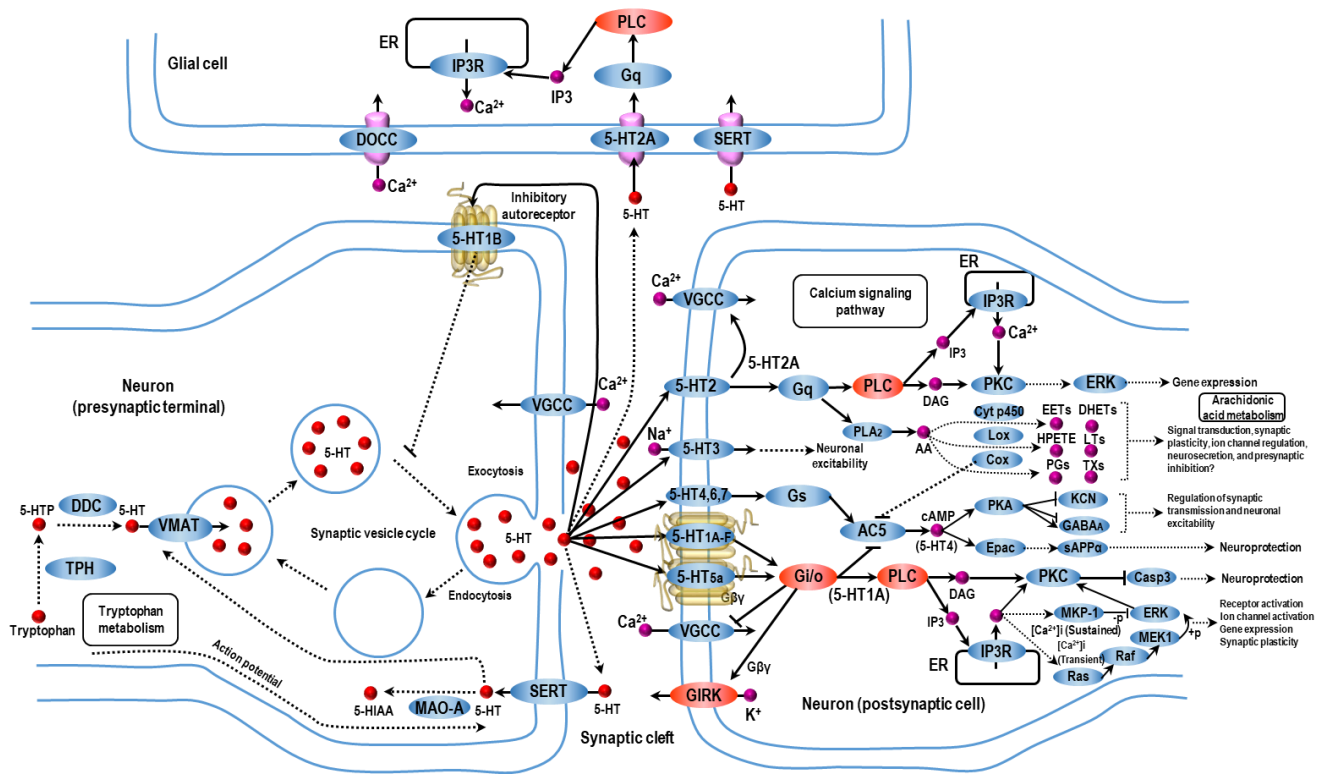 PLC
ER
Glial cell
IP3R
Gq
IP3
Ca2+
DOCC
5-HT2A
SERT
Ca2+
5-HT
5-HT
Inhibitory
autoreceptor
5-HT1B
Neuron
(presynaptic terminal)
VGCC
Ca2+
5-HT
Exocytosis
5-HTP
DDC
5-HT
VMAT
Synaptic vesicle cycle
5-HT
TPH
Endocytosis
Tryptophan
Tryptophan
metabolism
Action potential
5-HIAA
MAO-A
5-HT
SERT
5-HT
Synaptic cleft
Ca2+
VGCC
Calcium signaling
pathway
ER
IP3R
Ca2+
IP3
5-HT2A
5-HT2
Gq
PLC
DAG
PKC
ERK
Gene expression
Arachidonic
acid metabolism
PLA2
AA
Cyt p450
Lox
Cox
EETs
DHETs
HPETE
LTs
PGs
TXs
Signal transduction, synaptic
plasticity, ion channel regulation,
neurosecretion, and presynaptic
inhibition?
Na+
5-HT3
Neuronal
excitability
5-HT4,6,7
Gs
AC5
cAMP
(5-HT4)
PKA
KCN
GABAA
Regulation of synaptic
transmission and neuronal
excitability
Epac
sAPPα
Neuroprotection
5-HT1A-F
5-HT5a
Gi/o
(5-HT1A)
PLC
DAG
PKC
Casp3
Neuroprotection
Gβγ
Ca2+
VGCC
IP3
IP3R
ER
MKP-1
-p
ERK
[Ca2+]i (Sustained)
[Ca2+]i
(Transient)
MEK1
+p
Raf
Ras
Receptor activation
Ion channel activation
Gene expression
Synaptic plasticity
Gβγ
GIRK
K+
Neuron (postsynaptic cell)